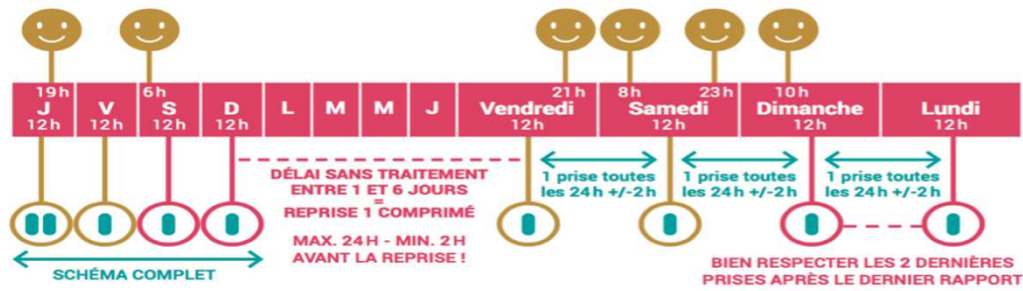 19h 6h 21h 8h 23h 10h
J V S D L M M J Vendredi Samedi Dimanche Lundi
12h 12h 12h 12h 12h 12h 12h 12h
DÉLAI SANS TRAITEMENT
ENTRE 1 ET 6 JOURS
=
REPRISE 1 COMPRIMÉ
MAX. 24H - MIN. 2H
AVANT LA REPRISE !
1 prise toutes
les 24h +/-2h
1 prise toutes
les 24h +/-2h
1 prise toutes
les 24h +/-2h
SCHÉMA COMPLET
BIEN RESPECTER LES 2 DERNIÈRES
PRISES APRÈS LE DERNIER RAPPORT